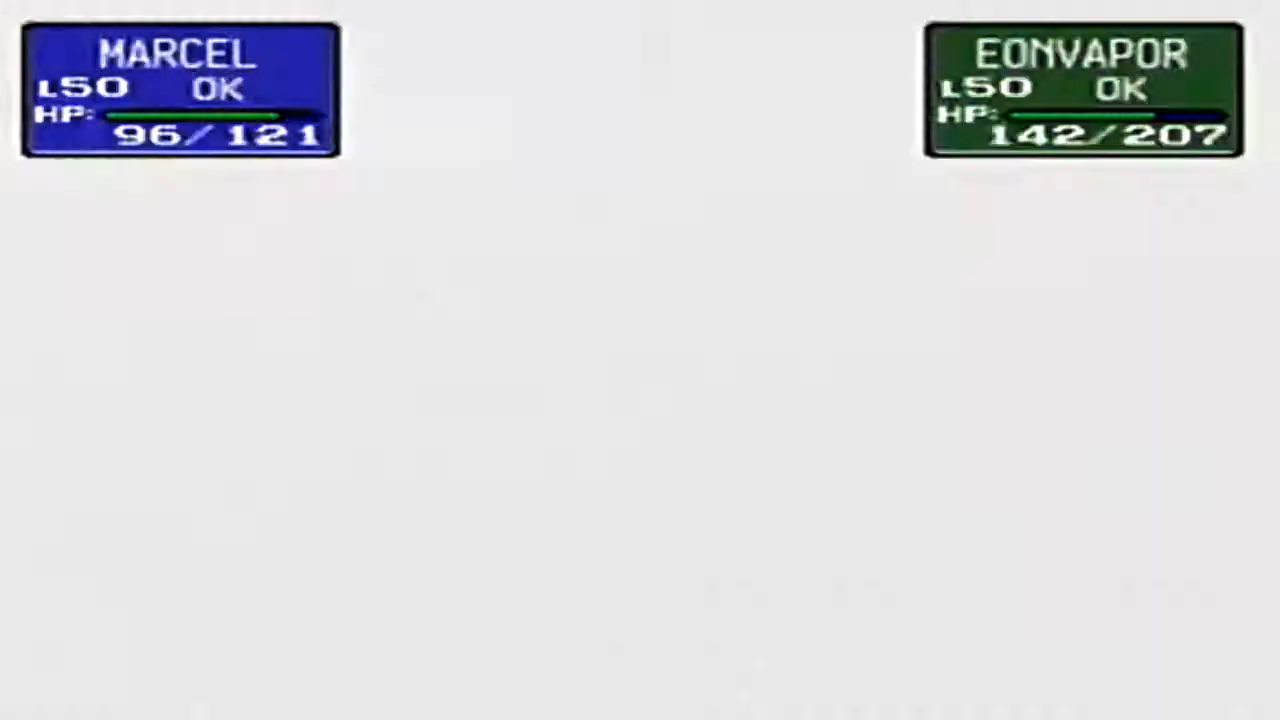 MARCEL
L50 OK
HP:
96/121
EONVAPOR
L50 OK
HP:
142/207